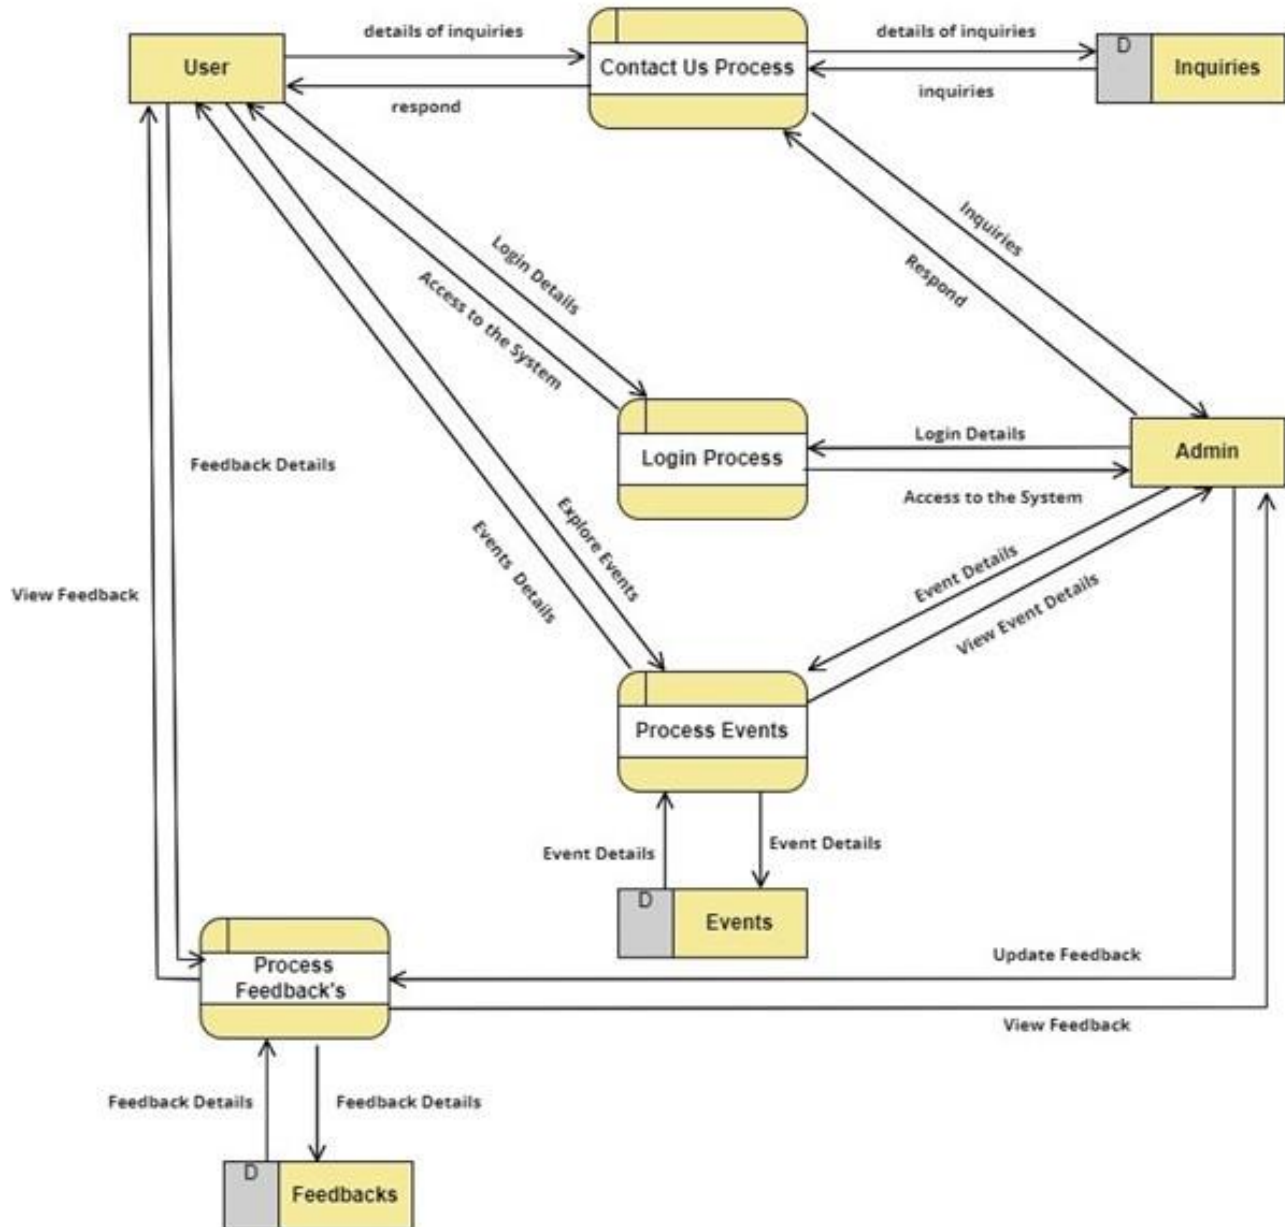 details of inquiries
details of inquiries
User
Contact Us Process
D
Inquiries
respond
inquiries
Inquiries
Respond
Login Details
Access to the System
Login Details
Admin
Login Process
Access to the System
Feedback Details
Explore Events
Events Details
Event Details
View Event Details
View Feedback
Process Events
Event Details
Event Details
D
Events
Update Feedback
Process
Feedback's
View Feedback
Feedback Details
Feedback Details
D
Feedbacks